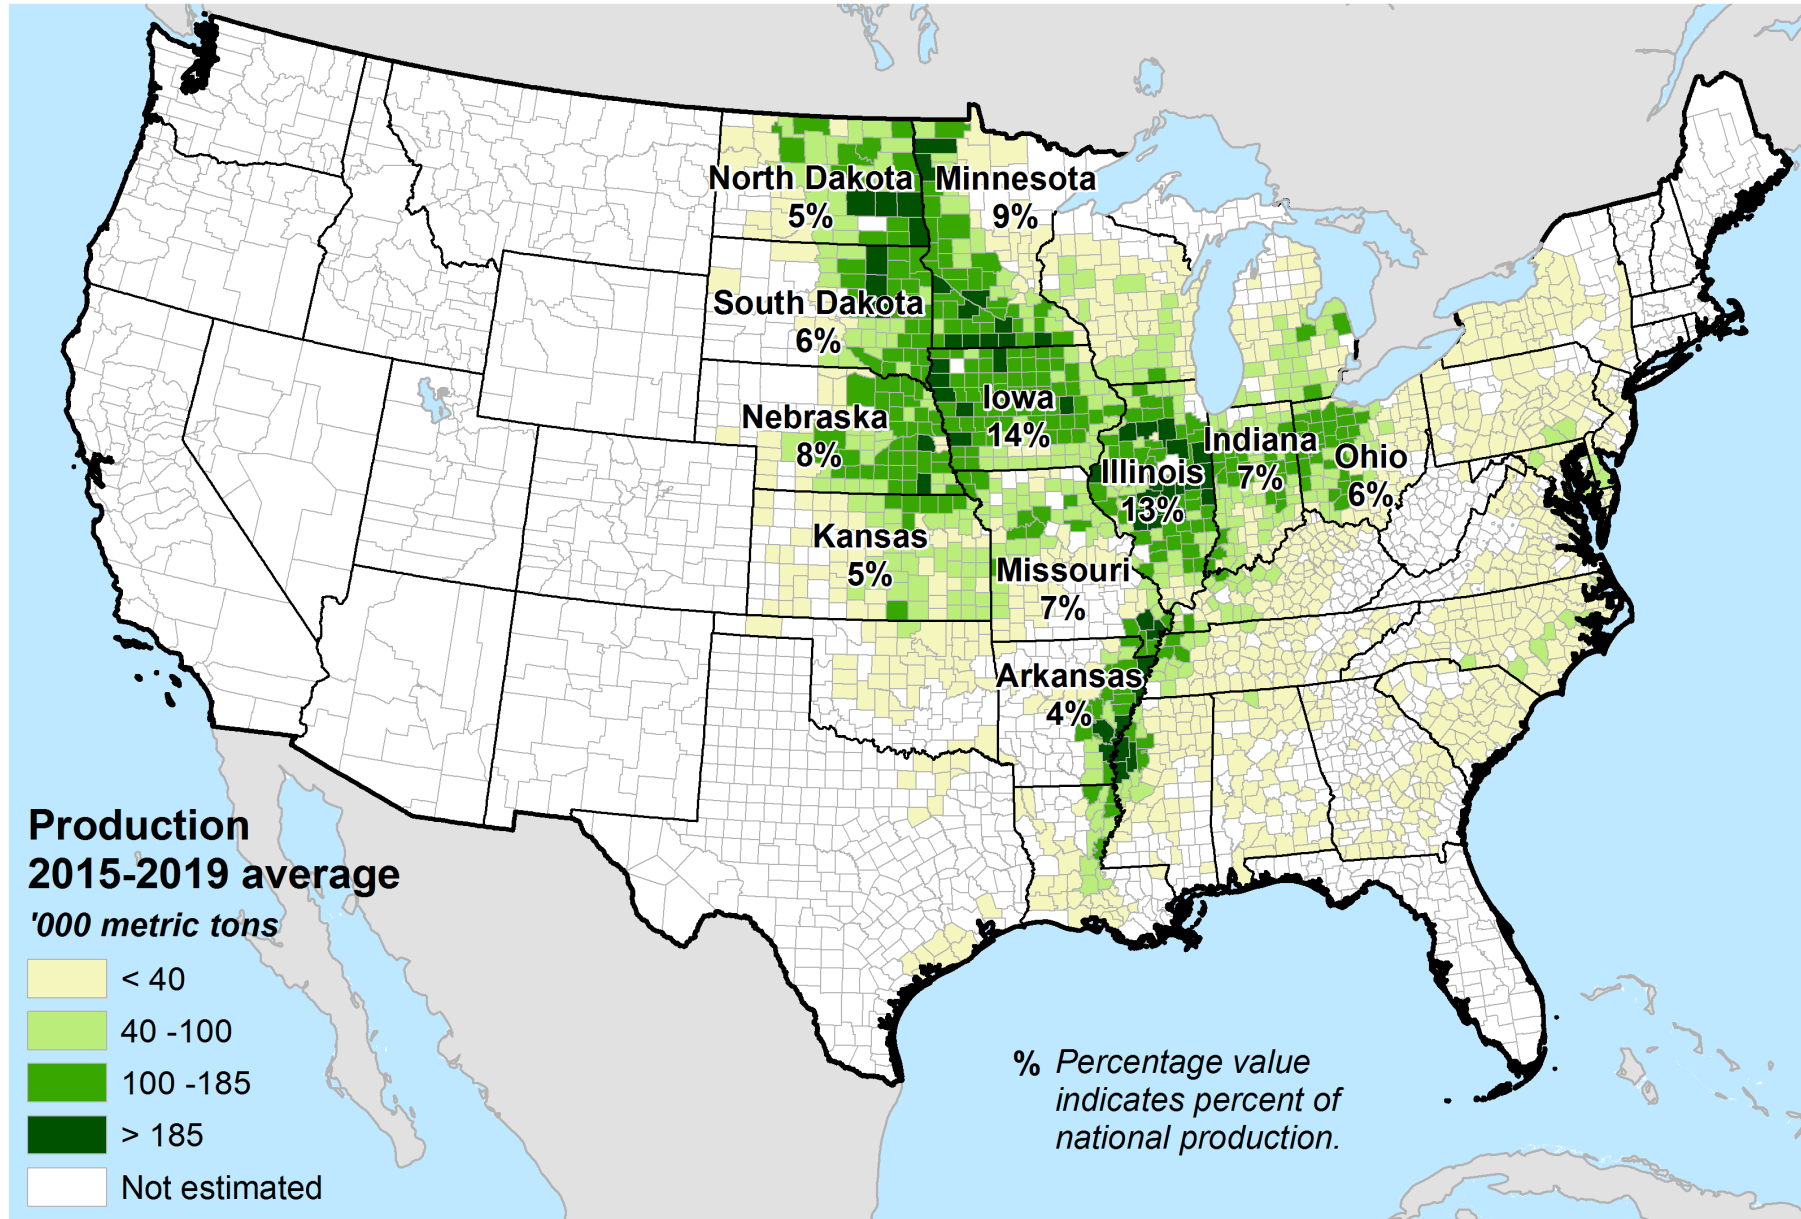 North Dakota
5%
Minnesota
9%
South Dakota
6%
Iowa
14%
Nebraska
8%
Indiana
7%
Ohio
6%
Illinois
13%
Kansas
5%
Missouri
7%
Arkansas
4%
Production
2015-2019 average
'000 metric tons
< 40
40 -100
100 -185
> 185
Not estimated
% Percentage value
indicates percent of
national production.